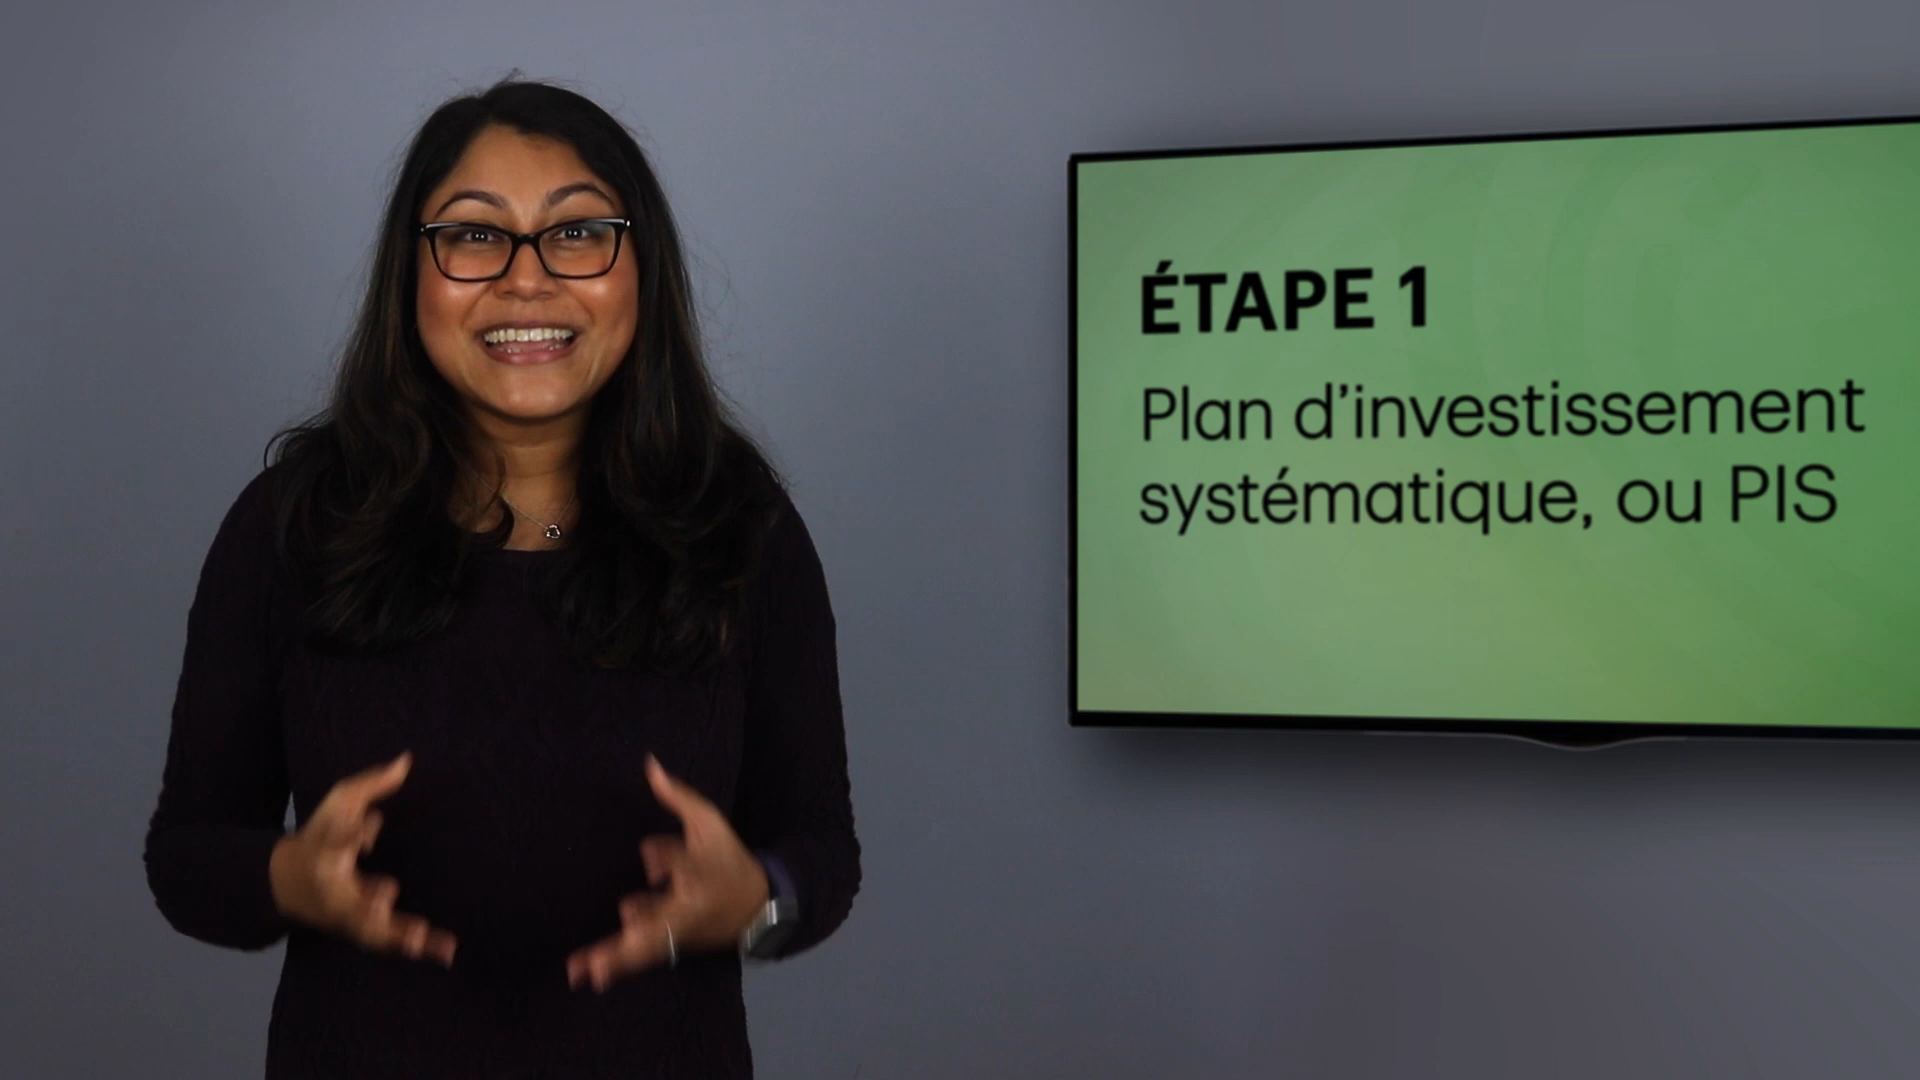 ÉTAPE 1
Plan d’investissement
systématique, ou PIS